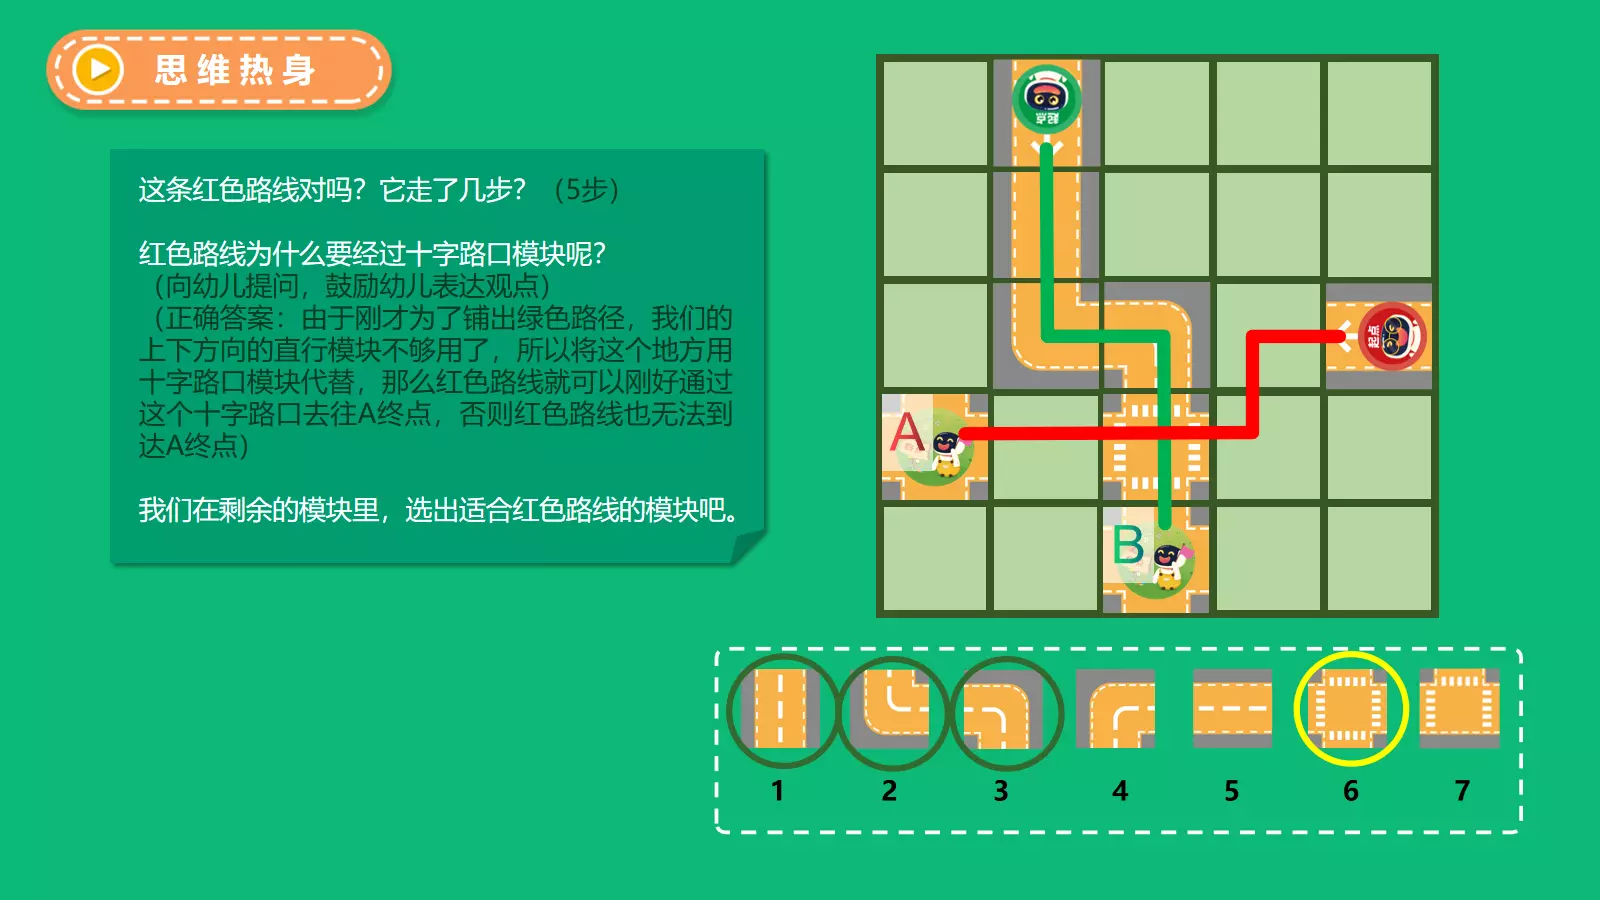 思维热身
这条红色路线对吗？它走了几步？（5步）
红色路线为什么要经过十字路口模块呢？
（向幼儿提问，鼓励幼儿表达观点）
（正确答案：由于刚才为了铺出绿色路径，我们的
上下方向的直行模块不够用了，所以将这个地方用
十字路口模块代替，那么红色路线就可以刚好通过
这个十字路口去往A终点，否则红色路线也无法到
达A终点）
我们在剩余的模块里，选出适合红色路线的模块吧。
起点
起点
A
B
1 2 3 4 5 6 7